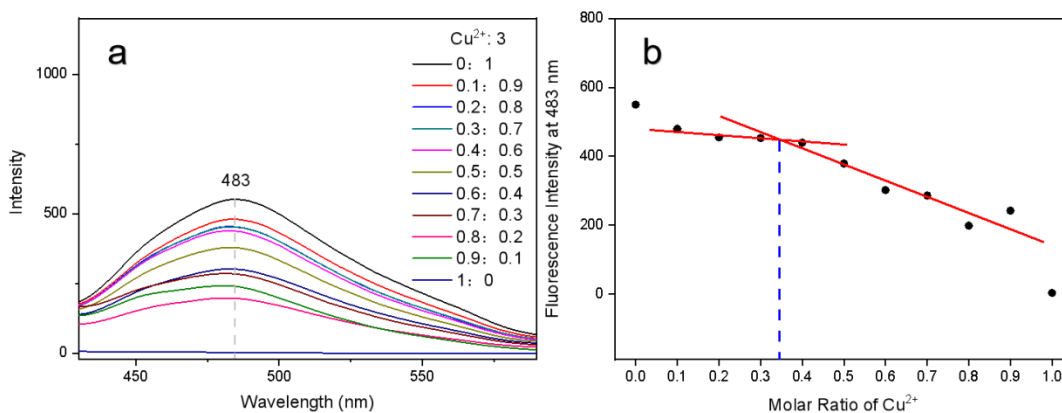 a
Cu²⁺: 3
0: 1
0.1: 0.9
0.2: 0.8
0.3: 0.7
0.4: 0.6
0.5: 0.5
0.6: 0.4
0.7: 0.3
0.8: 0.2
0.9: 0.1
1: 0
483
1000
500
0
450
500
550
Intensity
Wavelength (nm)
b
800
600
400
200
0
0.0 0.1 0.2 0.3 0.4 0.5 0.6 0.7 0.8 0.9 1.0
Fluorescence Intensity at 483 nm
Molar Ratio of Cu²⁺